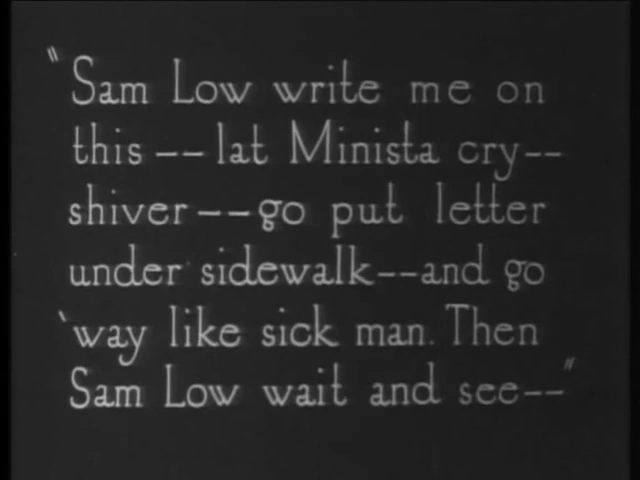 "Sam Low write me on
this -- lat Minista cry --
shiver -- go put letter
under sidewalk -- and go
'way like sick man. Then
Sam Low wait and see --"